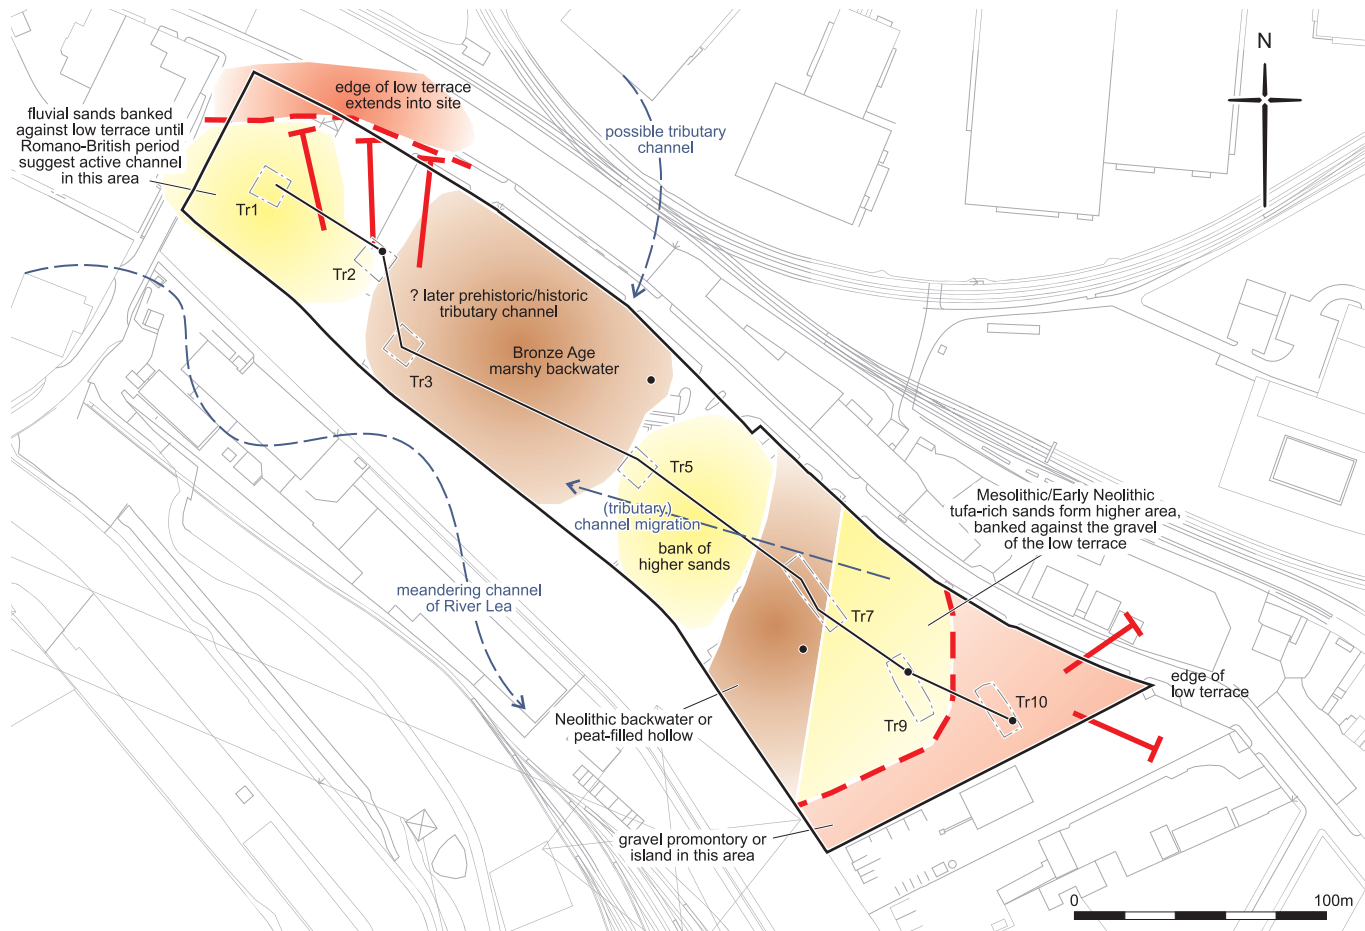 N
edge of low terrace
extends into site
fluvial sands banked
against low terrace until
Romano-British period
suggest active channel
in this area
possible tributary
channel
Tr1
Tr2
? later prehistoric/historic
tributary channel
Bronze Age
marshy backwater
Tr3
Tr5
(tributary)
channel migration
bank of
higher sands
Mesolithic/Early Neolithic
tufa-rich sands form higher area,
banked against the gravel
of the low terrace
meandering channel
of River Lea
Tr7
edge of
low terrace
Tr10
Tr9
Neolithic backwater or
peat-filled hollow
gravel promontory or
island in this area
0
100m